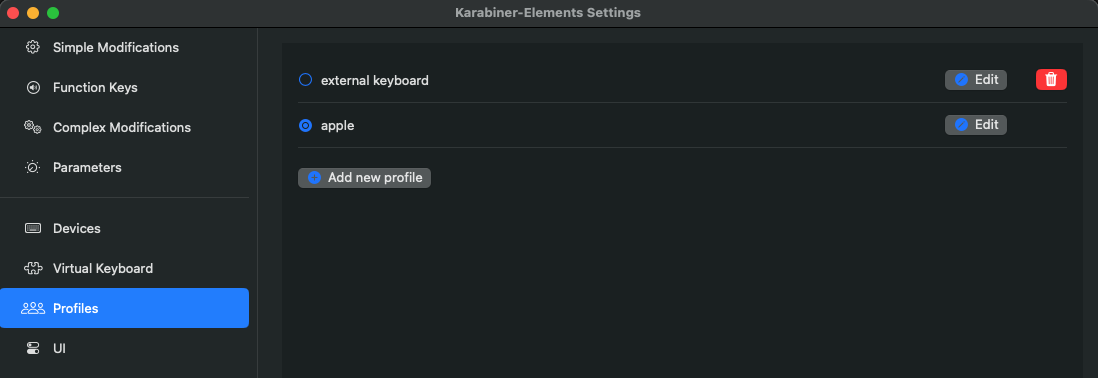 Karabiner-Elements Settings
Simple Modifications
Function Keys
Complex Modifications
Parameters
Devices
Virtual Keyboard
Profiles
UI
external keyboard
Edit
apple
Edit
Add new profile